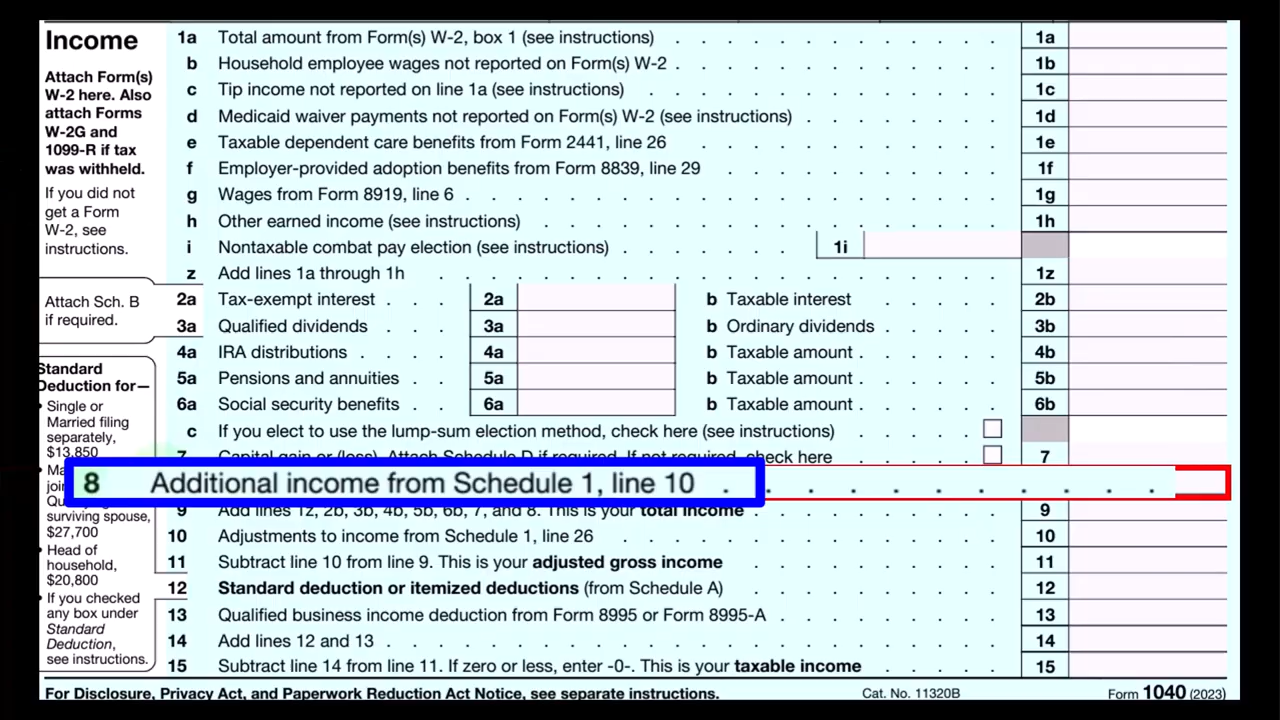 Income
Attach Form(s)
W-2 here. Also
attach Forms
W-2G and
1099-R if tax
was withheld.
If you did not
get a Form
W-2, see
instructions.
1a Total amount from Form(s) W-2, box 1 (see instructions) 1a
b Household employee wages not reported on Form(s) W-2 1b
c Tip income not reported on line 1a (see instructions) 1c
d Medicaid waiver payments not reported on Form(s) W-2 (see instructions) 1d
e Taxable dependent care benefits from Form 2441, line 26 1e
f Employer-provided adoption benefits from Form 8839, line 29 1f
g Wages from Form 8919, line 6 1g
h Other earned income (see instructions) 1h
i Nontaxable combat pay election (see instructions) 1i
z Add lines 1a through 1h 1z
Attach Sch. B
if required.
2a Tax-exempt interest 2a b Taxable interest 2b
3a Qualified dividends 3a b Ordinary dividends 3b
4a IRA distributions 4a b Taxable amount 4b
5a Pensions and annuities 5a b Taxable amount 5b
6a Social security benefits 6a b Taxable amount 6b
c If you elect to use the lump-sum election method, check here (see instructions)
7 Capital gain or (loss). Attach Schedule D if required. If not required, check here 7
8 Additional income from Schedule 1, line 10
9 Add lines 1z, 2b, 3b, 4b, 5b, 6b, 7, and 8. This is your total income 9
10 Adjustments to income from Schedule 1, line 26 10
11 Subtract line 10 from line 9. This is your adjusted gross income 11
12 Standard deduction or itemized deductions (from Schedule A) 12
13 Qualified business income deduction from Form 8995 or Form 8995-A 13
14 Add lines 12 and 13 14
15 Subtract line 14 from line 11. If zero or less, enter -0-. This is your taxable income 15
Standard
Deduction for—
• Single or
Married filing
separately,
$13,850
surviving spouse,
$27,700
• Head of
household,
$20,800
• If you checked
any box under
Standard
Deduction,
see instructions.
For Disclosure, Privacy Act, and Paperwork Reduction Act Notice, see separate instructions. Cat. No. 11320B Form 1040 (2023)